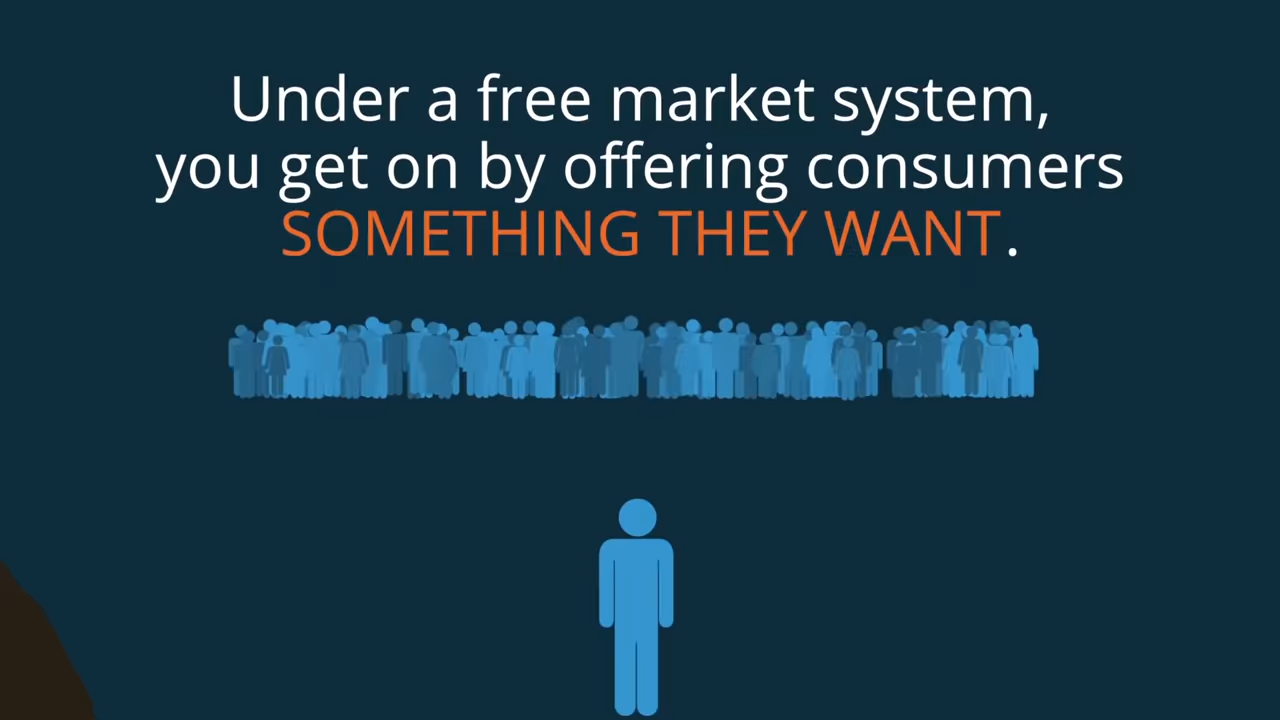 Under a free market system,
you get on by offering consumers
SOMETHING THEY WANT.